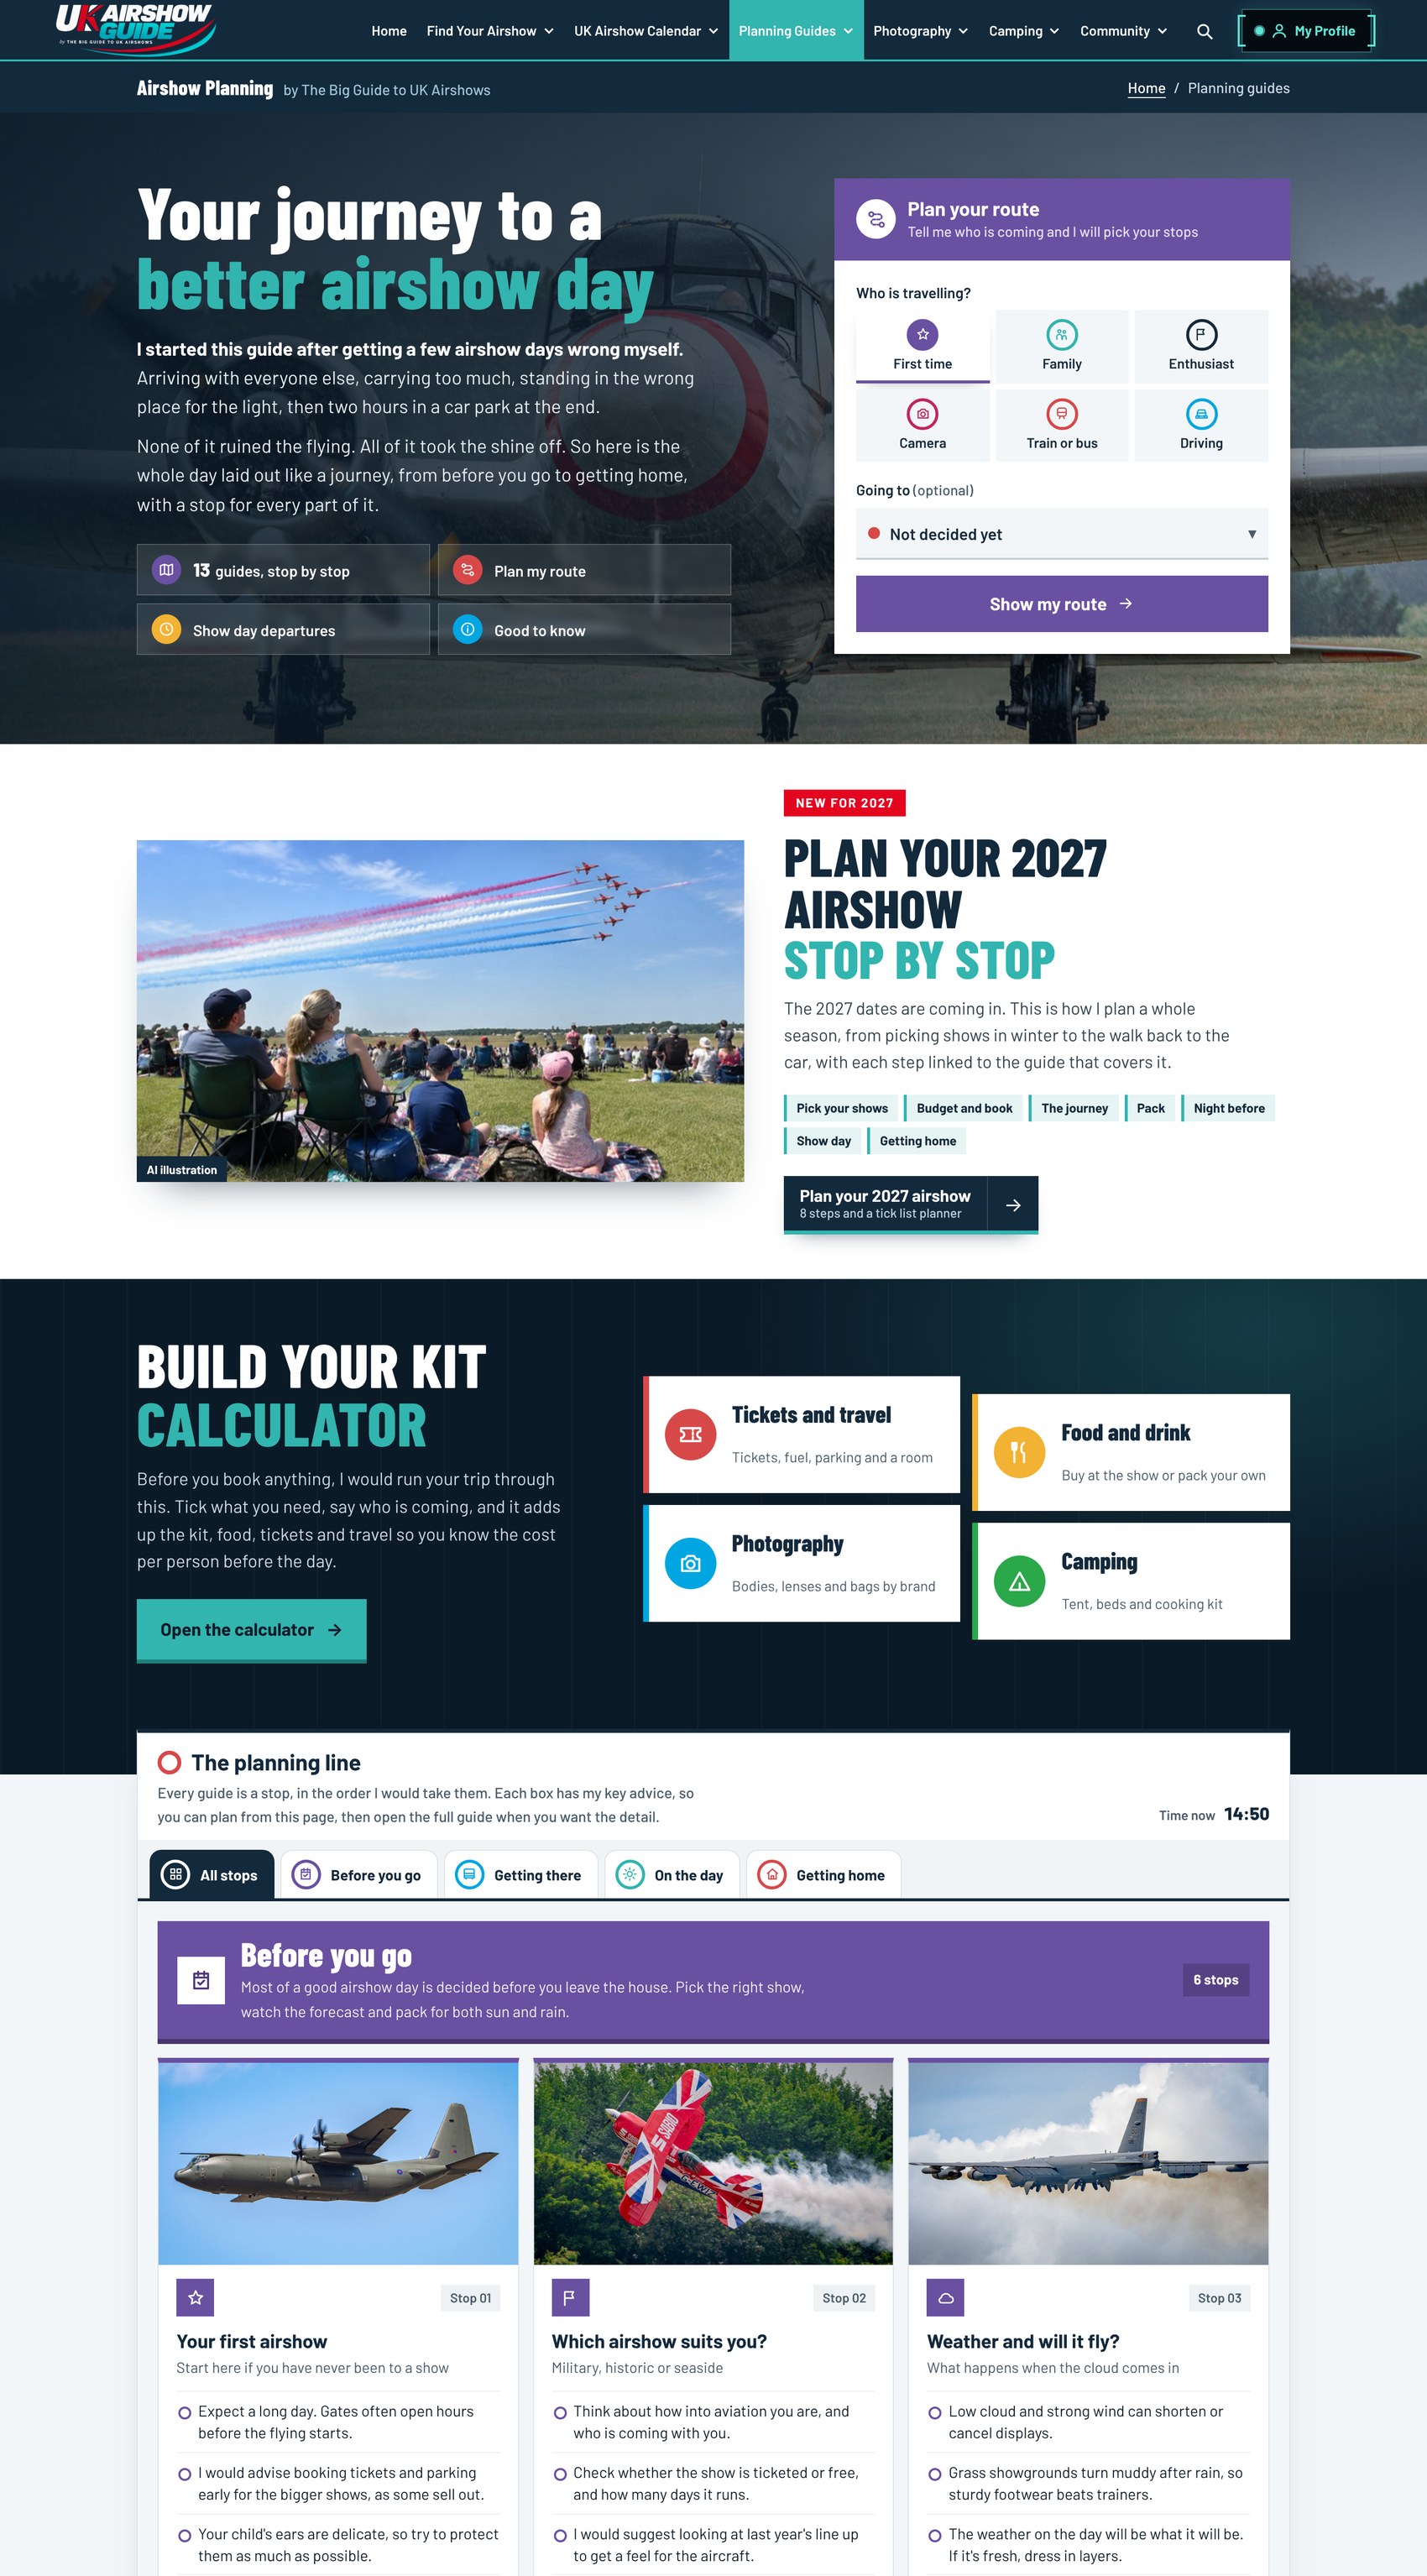 UK AIRSHOW
GUIDE
by THE BIG GUIDE TO UK AIRSHOWS
Home
Find Your Airshow
UK Airshow Calendar
Planning Guides
Photography
Camping
Community
My Profile
Airshow Planning by The Big Guide to UK Airshows
Home / Planning guides
Your journey to a
better airshow day
I started this guide after getting a few airshow days wrong myself.
Arriving with everyone else, carrying too much, standing in the wrong
place for the light, then two hours in a car park at the end.
None of it ruined the flying. All of it took the shine off. So here is the
whole day laid out like a journey, from before you go to getting home,
with a stop for every part of it.
13 guides, stop by stop
Plan my route
Show day departures
Good to know
Plan your route
Tell me who is coming and I will pick your stops
Who is travelling?
First time
Family
Enthusiast
Camera
Train or bus
Driving
Going to (optional)
Not decided yet
Show my route →
AI illustration
NEW FOR 2027
PLAN YOUR 2027
AIRSHOW
STOP BY STOP
The 2027 dates are coming in. This is how I plan a whole
season, from picking shows in winter to the walk back to the
car, with each step linked to the guide that covers it.
Pick your shows
Budget and book
The journey
Pack
Night before
Show day
Getting home
Plan your 2027 airshow
8 steps and a tick list planner
BUILD YOUR KIT
CALCULATOR
Before you book anything, I would run your trip through
this. Tick what you need, say who is coming, and it adds
up the kit, food, tickets and travel so you know the cost
per person before the day.
Open the calculator →
Tickets and travel
Tickets, fuel, parking and a room
Food and drink
Buy at the show or pack your own
Photography
Bodies, lenses and bags by brand
Camping
Tent, beds and cooking kit
The planning line
Every guide is a stop, in the order I would take them. Each box has my key advice, so
you can plan from this page, then open the full guide when you want the detail.
Time now 14:50
All stops
Before you go
Getting there
On the day
Getting home
Before you go
Most of a good airshow day is decided before you leave the house. Pick the right show,
watch the forecast and pack for both sun and rain.
6 stops
Stop 01
Your first airshow
Start here if you have never been to a show
Expect a long day. Gates often open hours
before the flying starts.
I would advise booking tickets and parking
early for the bigger shows, as some sell out.
Your child's ears are delicate, so try to protect
them as much as possible.
Stop 02
Which airshow suits you?
Military, historic or seaside
Think about how into aviation you are, and
who is coming with you.
Check whether the show is ticketed or free,
and how many days it runs.
I would suggest looking at last year's line up
to get a feel for the aircraft.
Stop 03
Weather and will it fly?
What happens when the cloud comes in
Low cloud and strong wind can shorten or
cancel displays.
Grass showgrounds turn muddy after rain, so
sturdy footwear beats trainers.
The weather on the day will be what it will be.
If it's fresh, dress in layers.